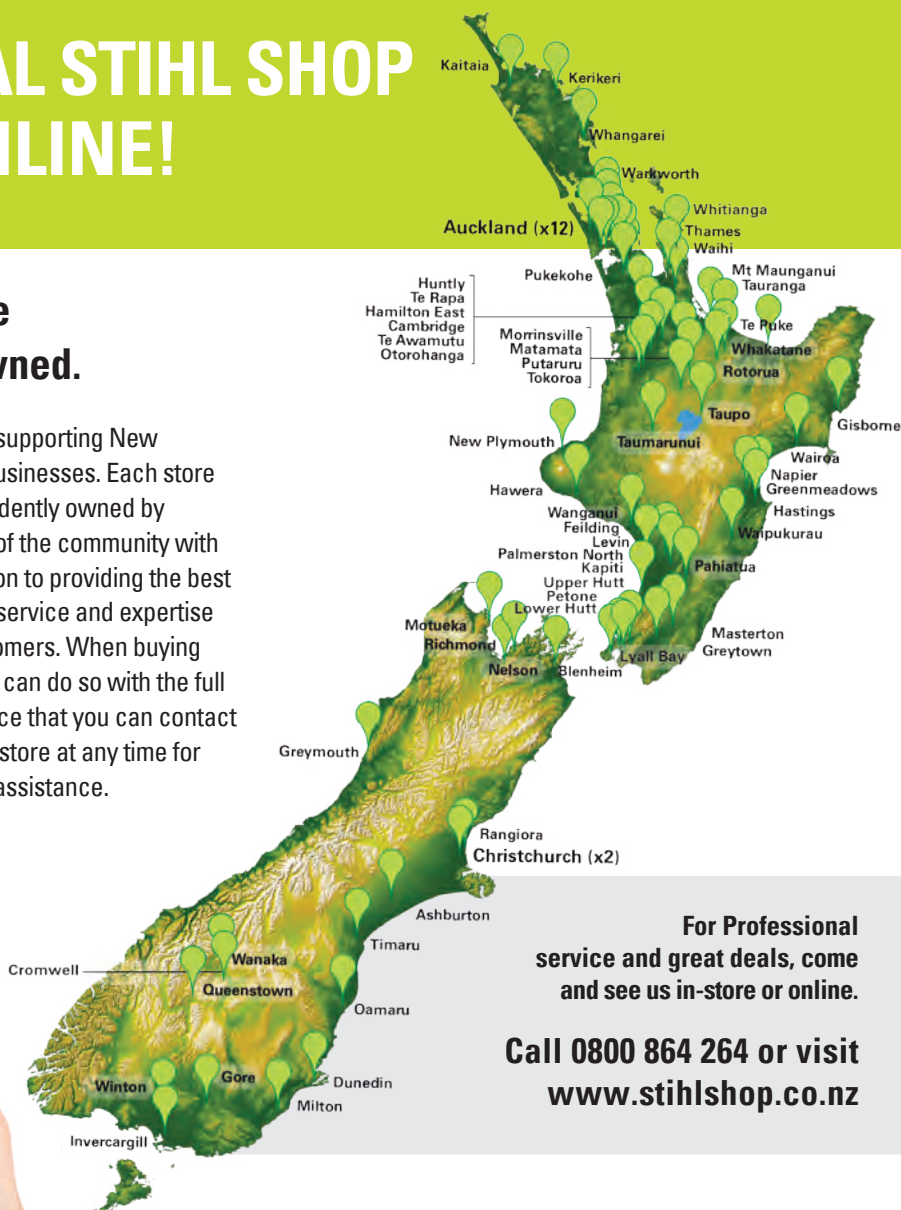 AL STIHL SHOP
ILINE!
e
vned.
supporting New
usinesses. Each store
dently owned by
of the community with
on to providing the best
service and expertise
omers. When buying
can do so with the full
ce that you can contact
store at any time for
assistance.
Kaitaia
Kerikeri
Whangarei
Warkworth
Whitianga
Auckland (x12)
Thames
Waihi
Pukekohe
Mt Maunganui
Tauranga
Huntly
Te Rapa
Hamilton East
Cambridge
Te Awamutu
Otorohanga
Morrinsville
Matamata
Putaruru
Tokoroa
Te Puke
Whakatane
Rotorua
Taupo
Gisborne
New Plymouth
Taumarunui
Wairoa
Napier
Greenmeadows
Hawera
Hastings
Wanganui
Feilding
Levin
Waipukurau
Palmerston North
Kapiti
Pahiatua
Upper Hutt
Petone
Lower Hutt
Masterton
Greytown
Lyall Bay
Motueka
Richmond
Nelson
Blenheim
Greymouth
Rangiora
Christchurch (x2)
Ashburton
Timaru
Wanaka
Cromwell
Queenstown
Oamaru
Dunedin
Gore
Winton
Milton
Invercargill
For Professional
service and great deals, come
and see us in-store or online.
Call 0800 864 264 or visit
www.stihlshop.co.nz